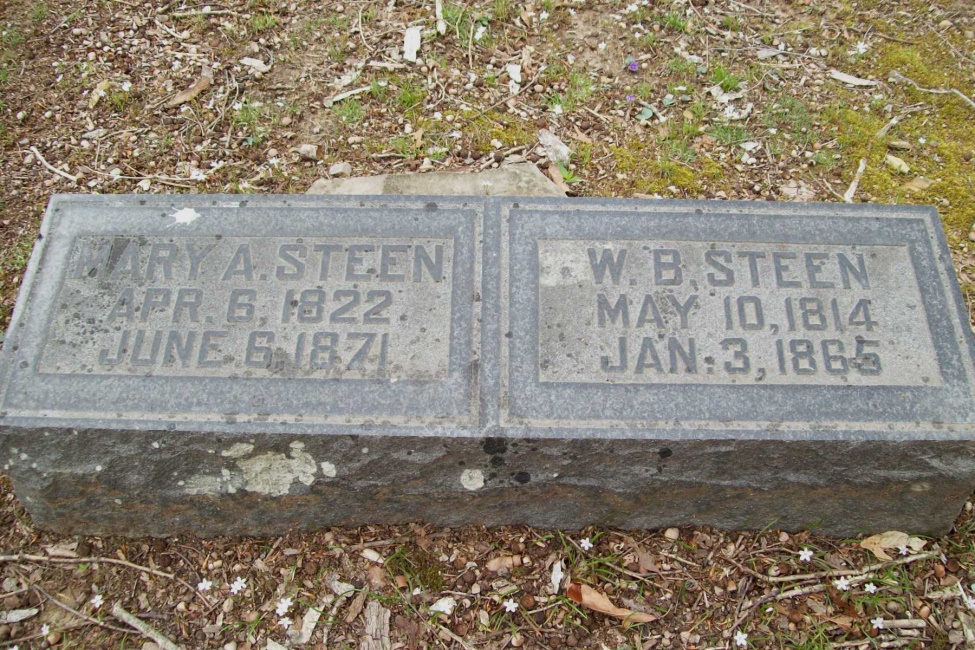 MARY A. STEEN
APR. 6, 1822
JUNE 6, 1871
W. B. STEEN
MAY 10, 1814
JAN. 3, 1865